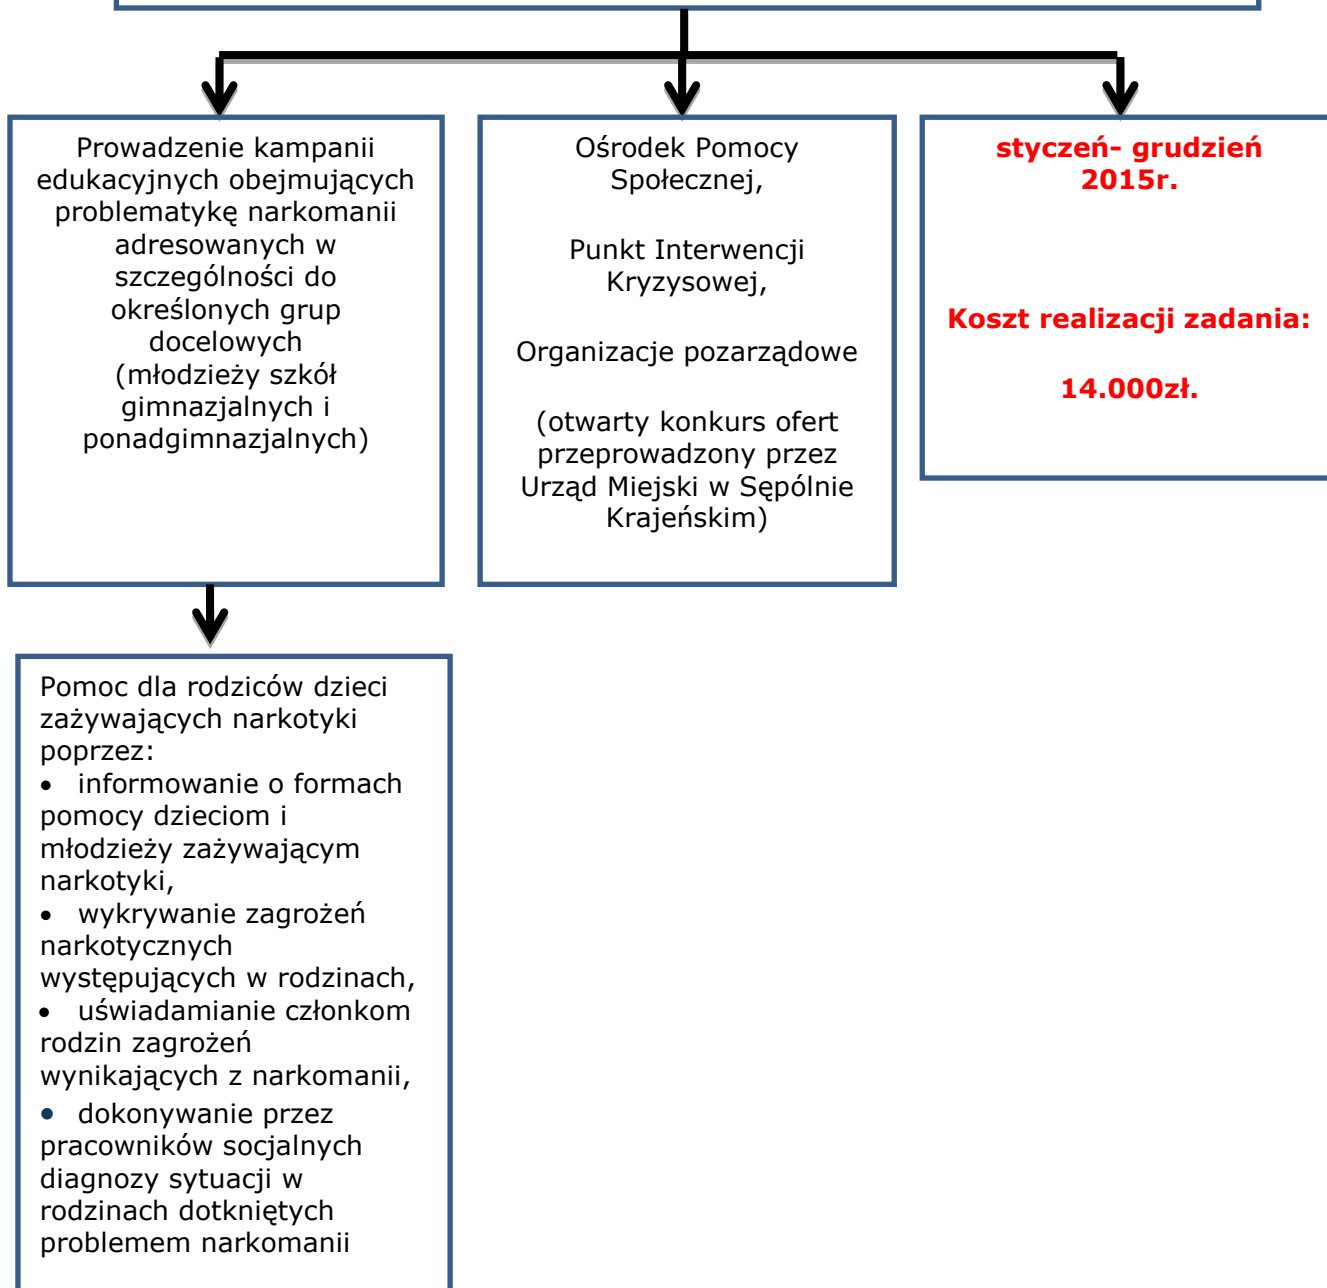 Prowadzenie kampanii
edukacyjnych obejmujących
problematykę narkomanii
adresowanych w
szczególności do
określonych grup
docelowych
(młodzieży szkół
gimnazjalnych i
ponadgimnazjalnych)
Ośrodek Pomocy
Społecznej,
Punkt Interwencji
Kryzysowej,
Organizacje pozarządowe
(otwarty konkurs ofert
przeprowadzony przez
Urząd Miejski w Sępólnie
Krajeńskim)
styczeń- grudzień
2015r.
Koszt realizacji zadania:
14.000zł.
Pomoc dla rodziców dzieci
zażywających narkotyki
poprzez:
• informowanie o formach
pomocy dzieciom i
młodzieży zażywającym
narkotyki,
• wykrywanie zagrożeń
narkotycznych
występujących w rodzinach,
• uświadamianie członkom
rodzin zagrożeń
wynikających z narkomanii,
• dokonywanie przez
pracowników socjalnych
diagnozy sytuacji w
rodzinach dotkniętych
problemem narkomanii